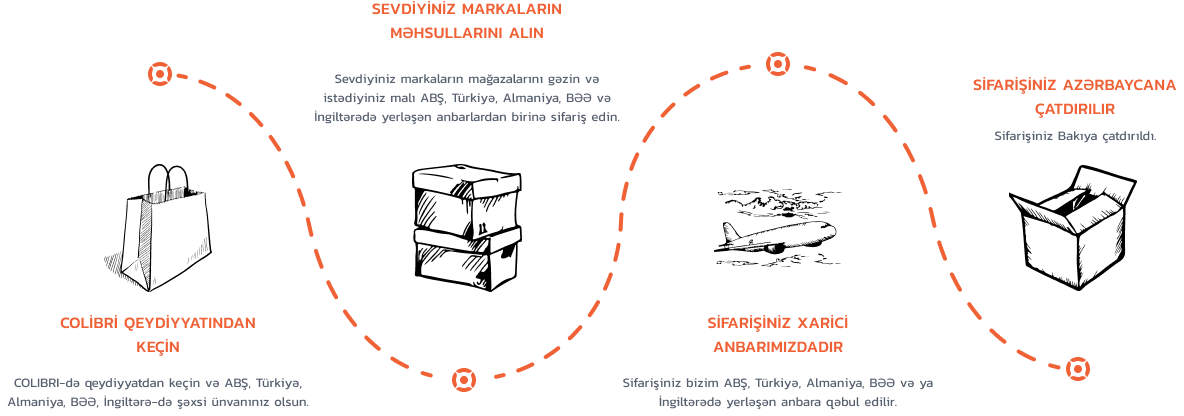 COLİBRİ QEYDİYYATINDAN
KEÇİN
COLIBRI-də qeydiyyatdan keçin və ABŞ, Türkiyə,
Almaniya, BƏƏ, İngiltərə-də şəxsi ünvanınız olsun.
SEVDİYİNİZ MARKALARIN
MƏHSULLARINI ALIN
Sevdiyiniz markaların mağazalarını gəzin və
istədiyiniz malı ABŞ, Türkiyə, Almaniya, BƏƏ və
İngiltərədə yerləşən anbarlardan birinə sifariş edin.
SİFARİŞİNİZ XARİCİ
ANBARIMIZDADIR
Sifarişiniz bizim ABŞ, Türkiyə, Almaniya, BƏƏ və ya
İngiltərədə yerləşən anbara qəbul edilir.
SİFARİŞİNİZ AZƏRBAYCANA
ÇATDIRILIR
Sifarişiniz Bakıya çatdırıldı.